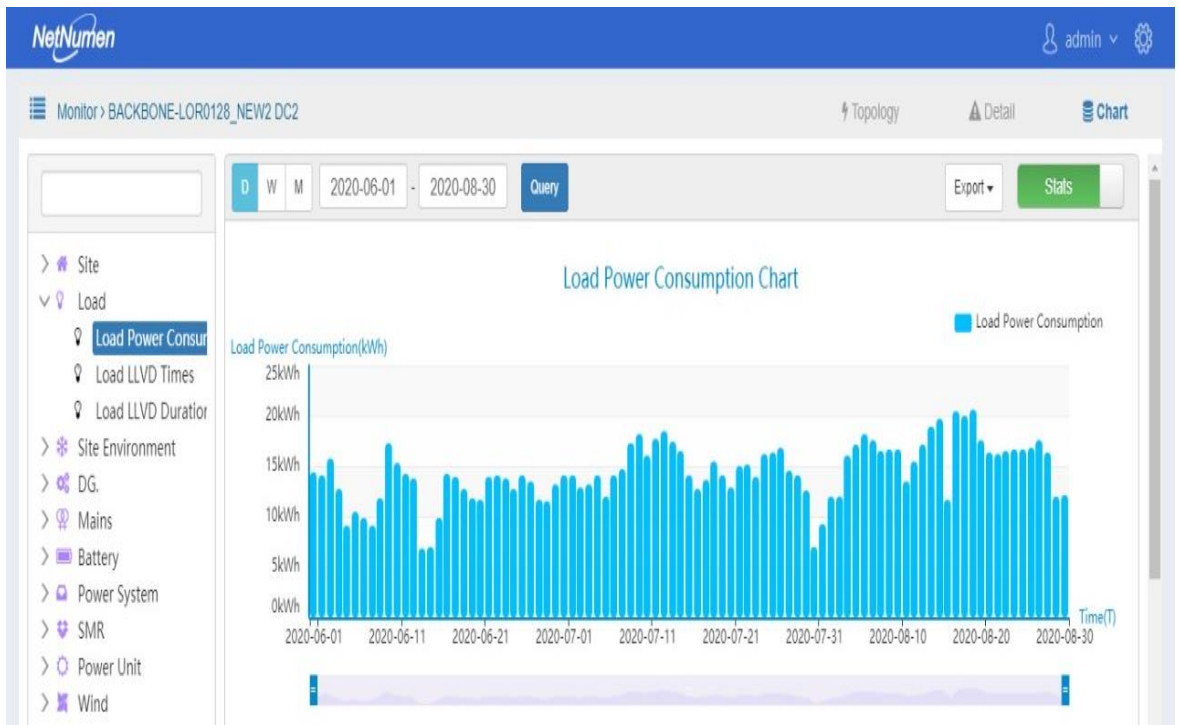 NetNumen
admin
Monitor > BACKBONE-LOR0128_NEW2 DC2
Topology
Detail
Chart
D W M 2020-06-01 - 2020-08-30 Query
Export
Stats
Site
Load
Load Power Consur
Load LLVD Times
Load LLVD Duration
Site Environment
DG.
Mains
Battery
Power System
SMR
Power Unit
Wind
Load Power Consumption Chart
Load Power Consumption
Load Power Consumption(kWh)
25kWh
20kWh
15kWh
10kWh
5kWh
0kWh
2020-06-01 2020-06-11 2020-06-21 2020-07-01 2020-07-11 2020-07-21 2020-07-31 2020-08-10 2020-08-20 2020-08-30
Time(T)